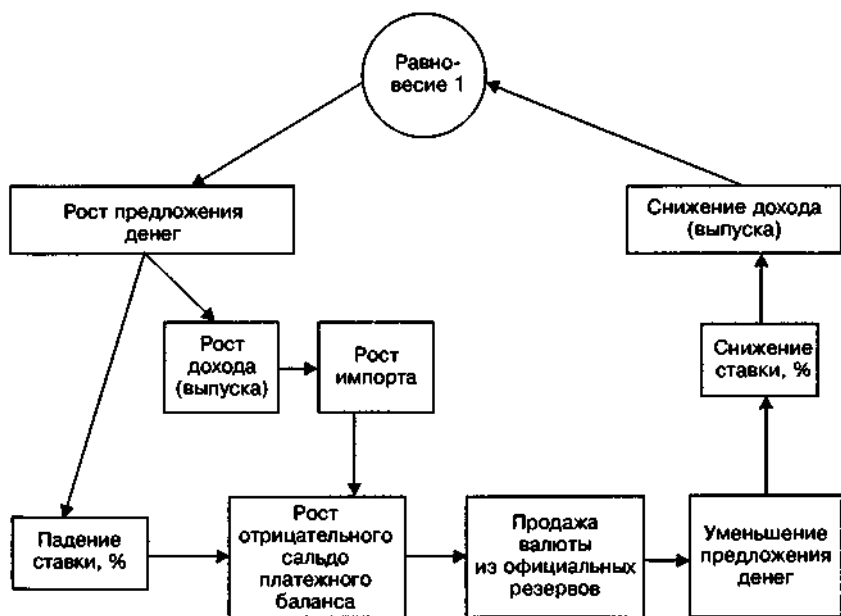 Равно-
весие 1
Рост предложения
денег
Снижение дохода
(выпуска)
Рост
дохода
(выпуска)
Рост
импорта
Снижение
ставки, %
Падение
ставки, %
Рост
отрицательного
сальдо
платежного
баланса
Продажа
валюты
из официальных
резервов
Уменьшение
предложения
денег